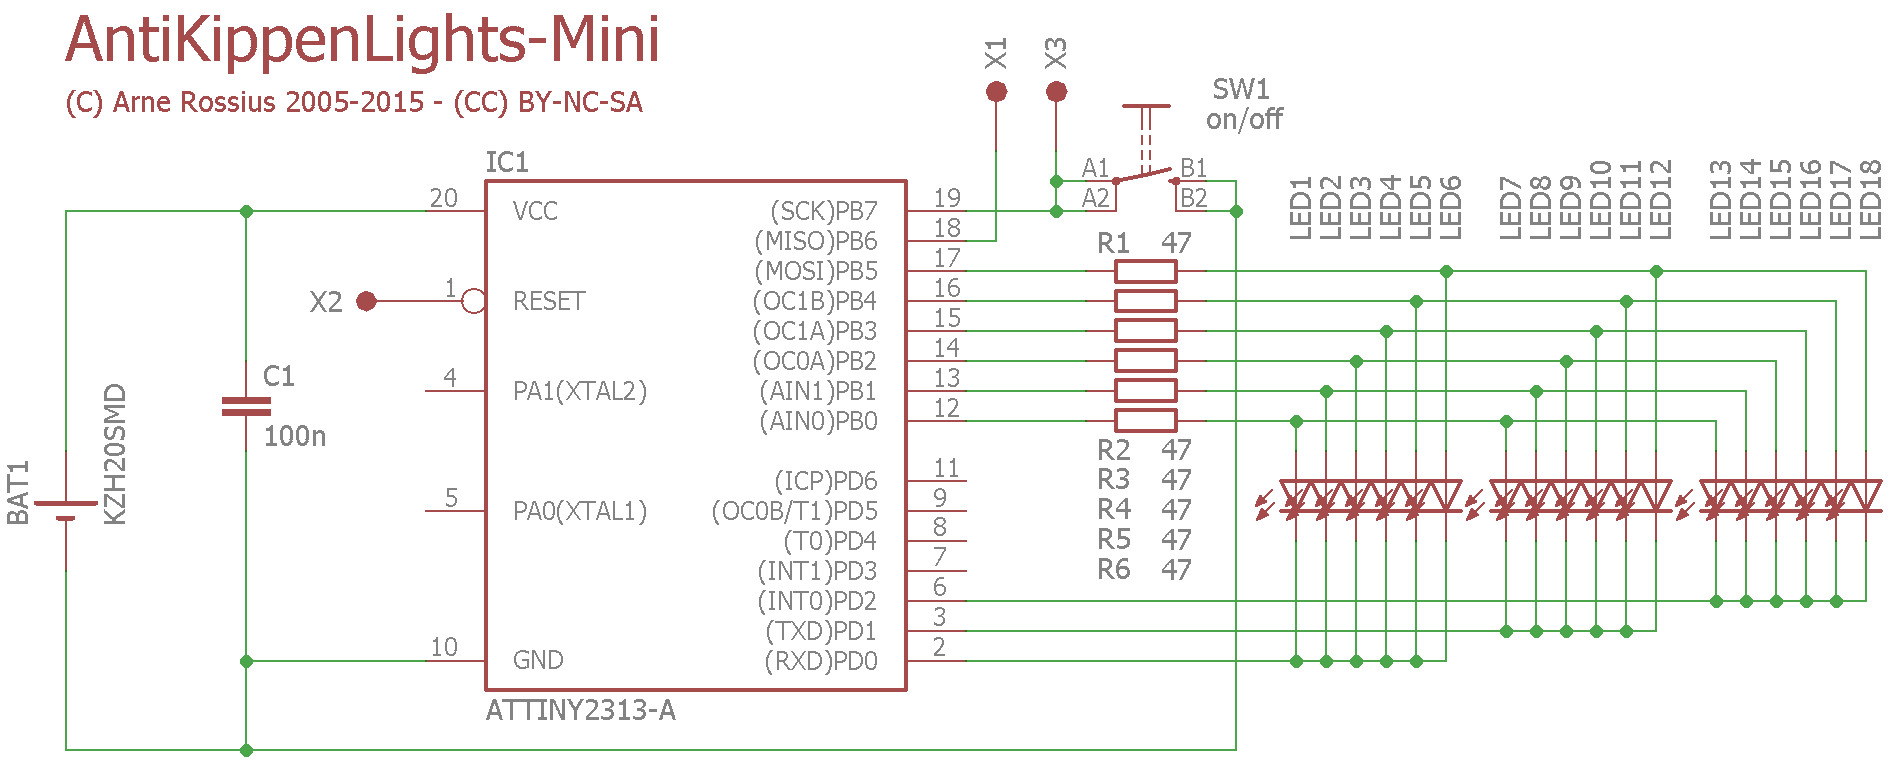 AntiKippenLights-Mini
(C) Arne Rossius 2005-2015 - (CC) BY-NC-SA
X1
X3
SW1
on/off
A1
B1
A2
B2
IC1
20
VCC
(SCK)PB7
19
(MISO)PB6
18
(MOSI)PB5
17
X2
1
RESET
(OC1B)PB4
16
(OC1A)PB3
15
(OC0A)PB2
14
4
PA1(XTAL2)
(AIN1)PB1
13
(AIN0)PB0
12
(ICP)PD6
11
5
PA0(XTAL1)
(OC0B/T1)PD5
9
(T0)PD4
8
(INT1)PD3
7
(INT0)PD2
6
(TXD)PD1
3
10
GND
(RXD)PD0
2
ATTINY2313-A
C1
100n
BAT1
KZH20SMD
R1 47
R2 47
R3 47
R4 47
R5 47
R6 47
LED1
LED2
LED3
LED4
LED5
LED6
LED7
LED8
LED9
LED10
LED11
LED12
LED13
LED14
LED15
LED16
LED17
LED18